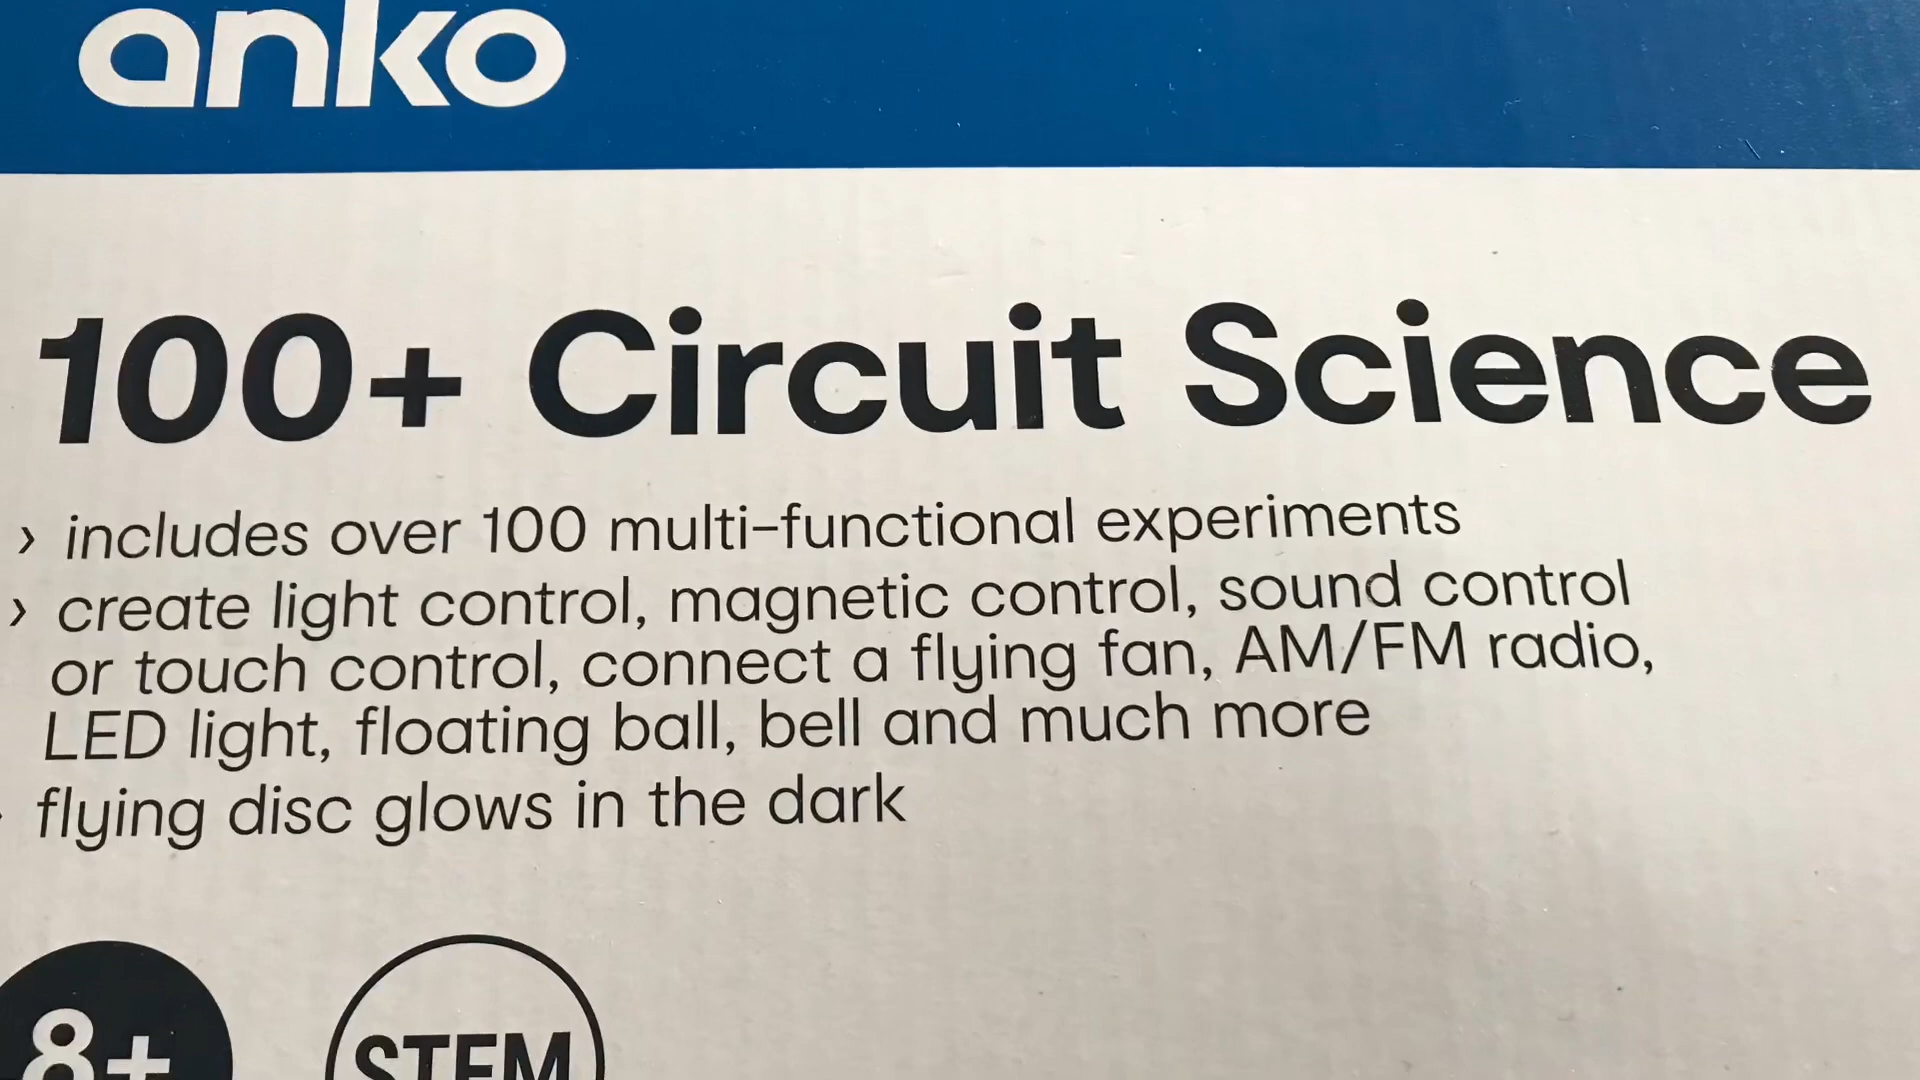 anko
100+ Circuit Science
› includes over 100 multi-functional experiments
› create light control, magnetic control, sound control
or touch control, connect a flying fan, AM/FM radio,
LED light, floating ball, bell and much more
› flying disc glows in the dark
8+
STEM